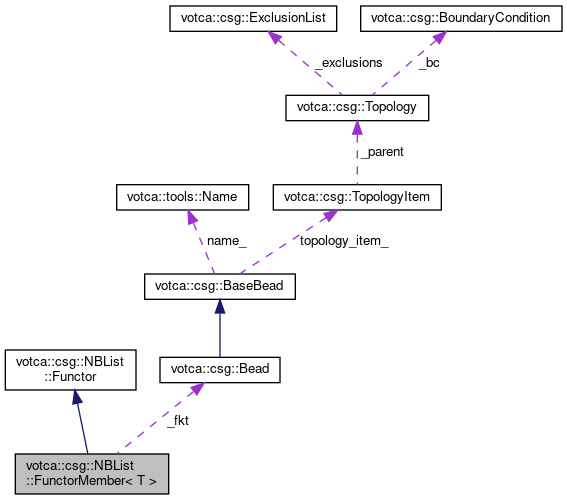 votca::csg::ExclusionList
votca::csg::BoundaryCondition
_exclusions
_bc
votca::csg::Topology
_parent
votca::tools::Name
votca::csg::TopologyItem
name_
topology_item_
votca::csg::BaseBead
votca::csg::NBList
::Functor
votca::csg::Bead
_fkt
votca::csg::NBList
::FunctorMember< T >